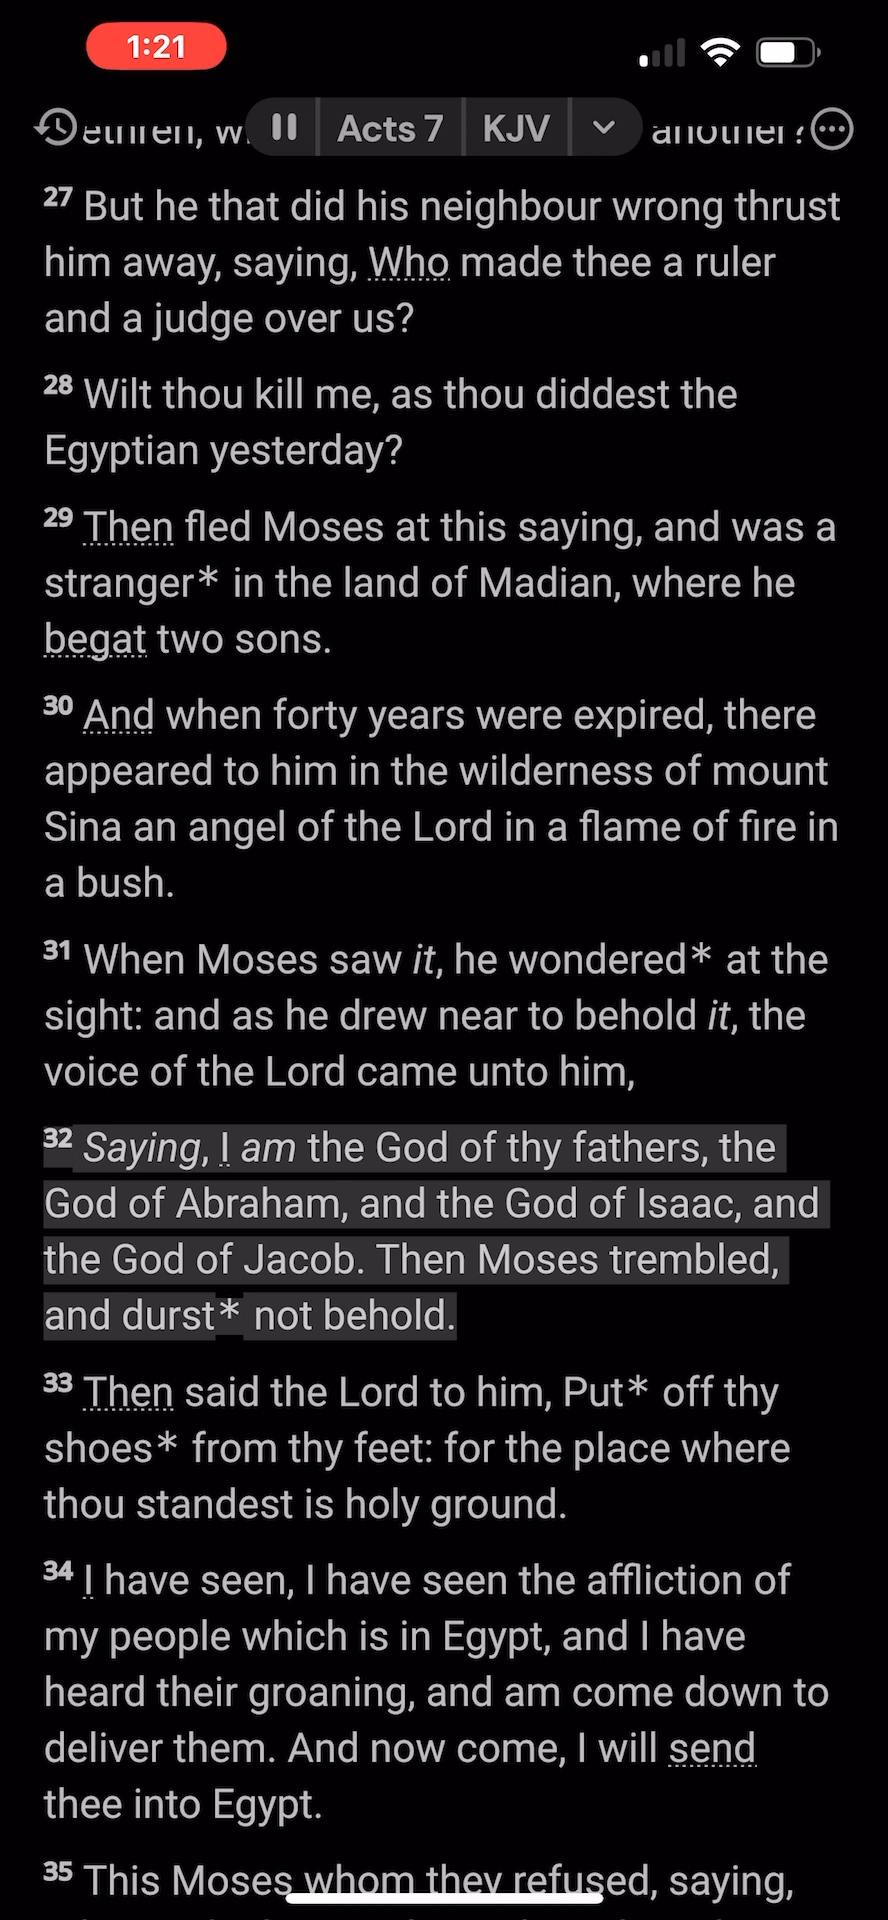 1:21
ethren, w
Acts 7
KJV
another?
27 But he that did his neighbour wrong thrust
him away, saying, Who made thee a ruler
and a judge over us?
28 Wilt thou kill me, as thou diddest the
Egyptian yesterday?
29 Then fled Moses at this saying, and was a
stranger* in the land of Madian, where he
begat two sons.
30 And when forty years were expired, there
appeared to him in the wilderness of mount
Sina an angel of the Lord in a flame of fire in
a bush.
31 When Moses saw it, he wondered* at the
sight: and as he drew near to behold it, the
voice of the Lord came unto him,
32 Saying, I am the God of thy fathers, the
God of Abraham, and the God of Isaac, and
the God of Jacob. Then Moses trembled,
and durst* not behold.
33 Then said the Lord to him, Put* off thy
shoes* from thy feet: for the place where
thou standest is holy ground.
34 I have seen, I have seen the affliction of
my people which is in Egypt, and I have
heard their groaning, and am come down to
deliver them. And now come, I will send
thee into Egypt.
35 This Moses whom they refused, saying,